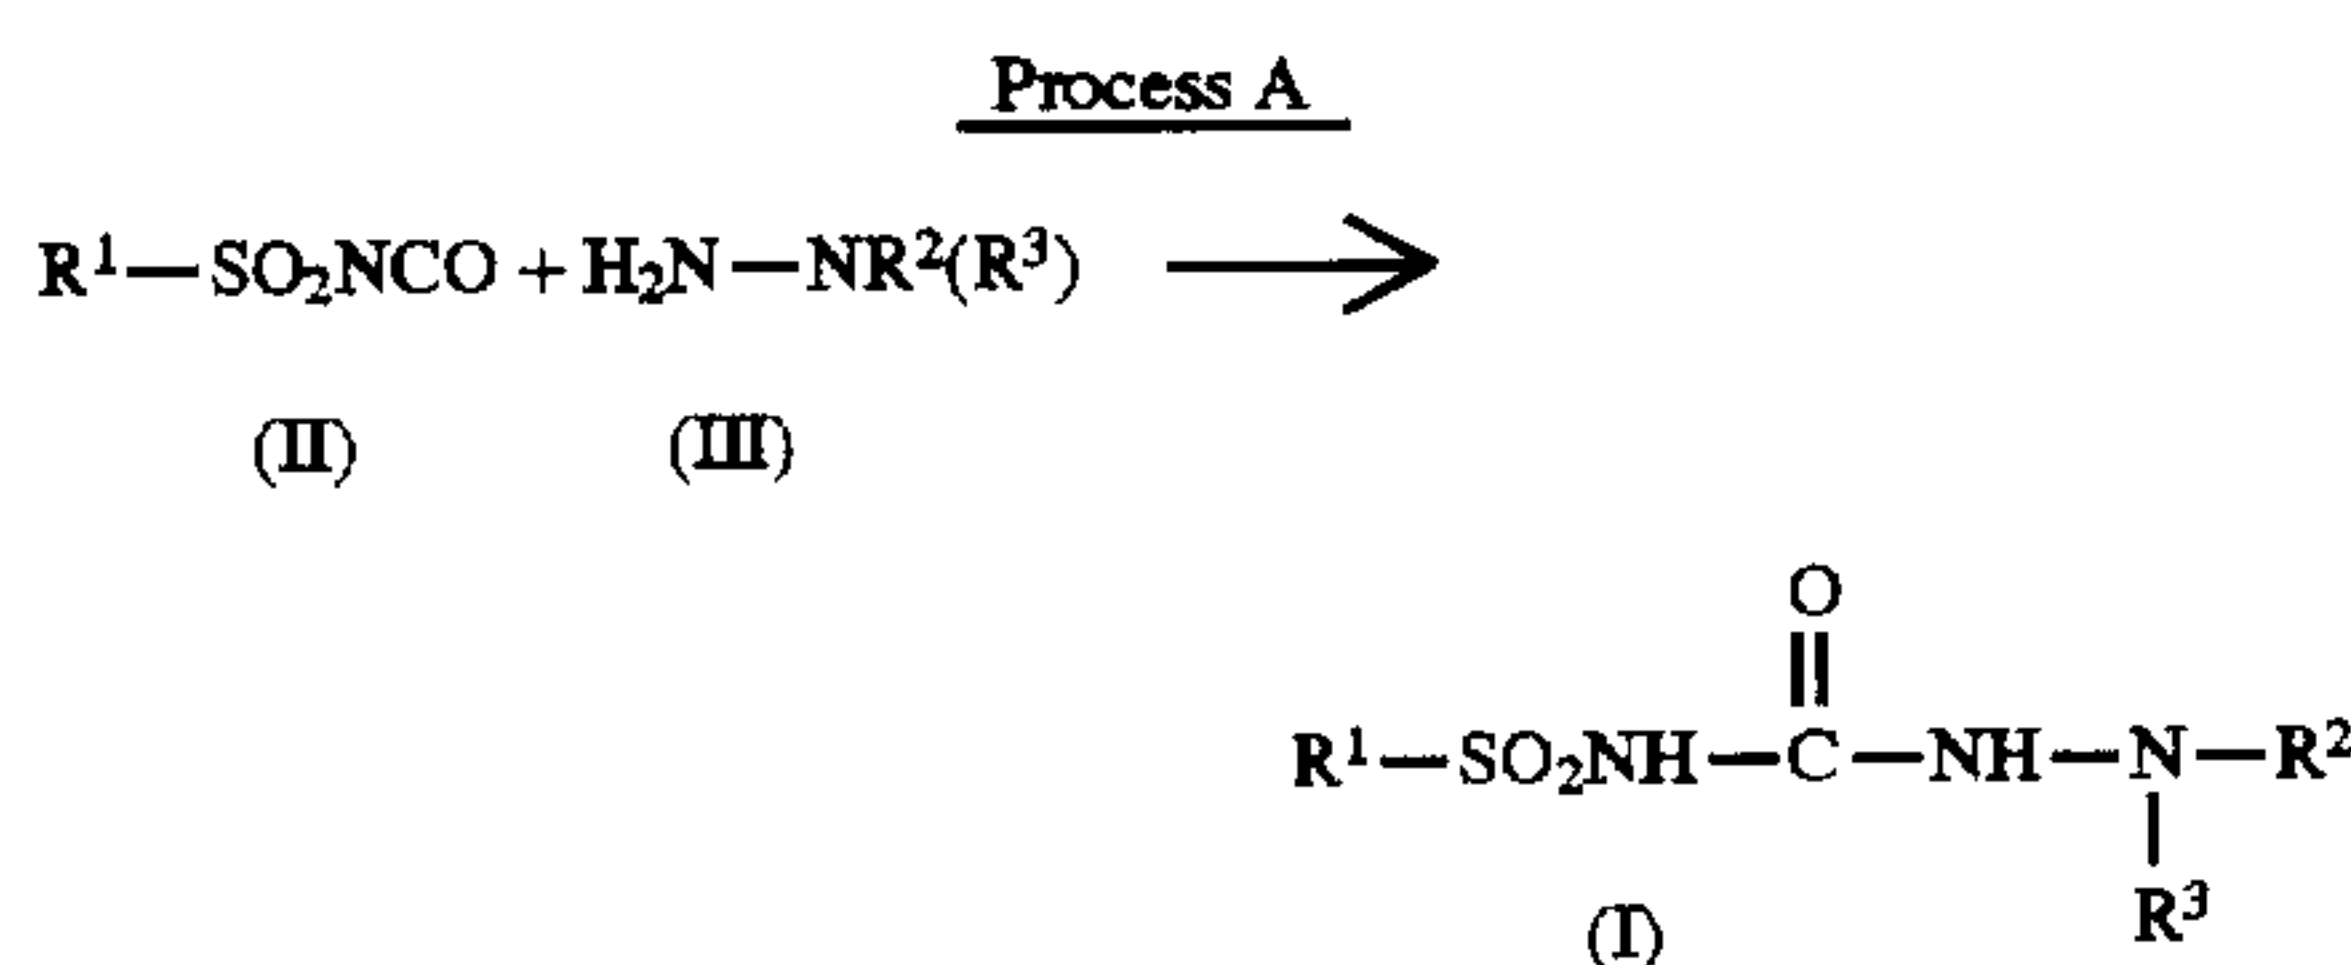 Process A
R¹—SO₂NCO + H₂N—NR²(R³) →
(II) (III)
O
R¹—SO₂NH—C—NH—N—R²
R³
(I)